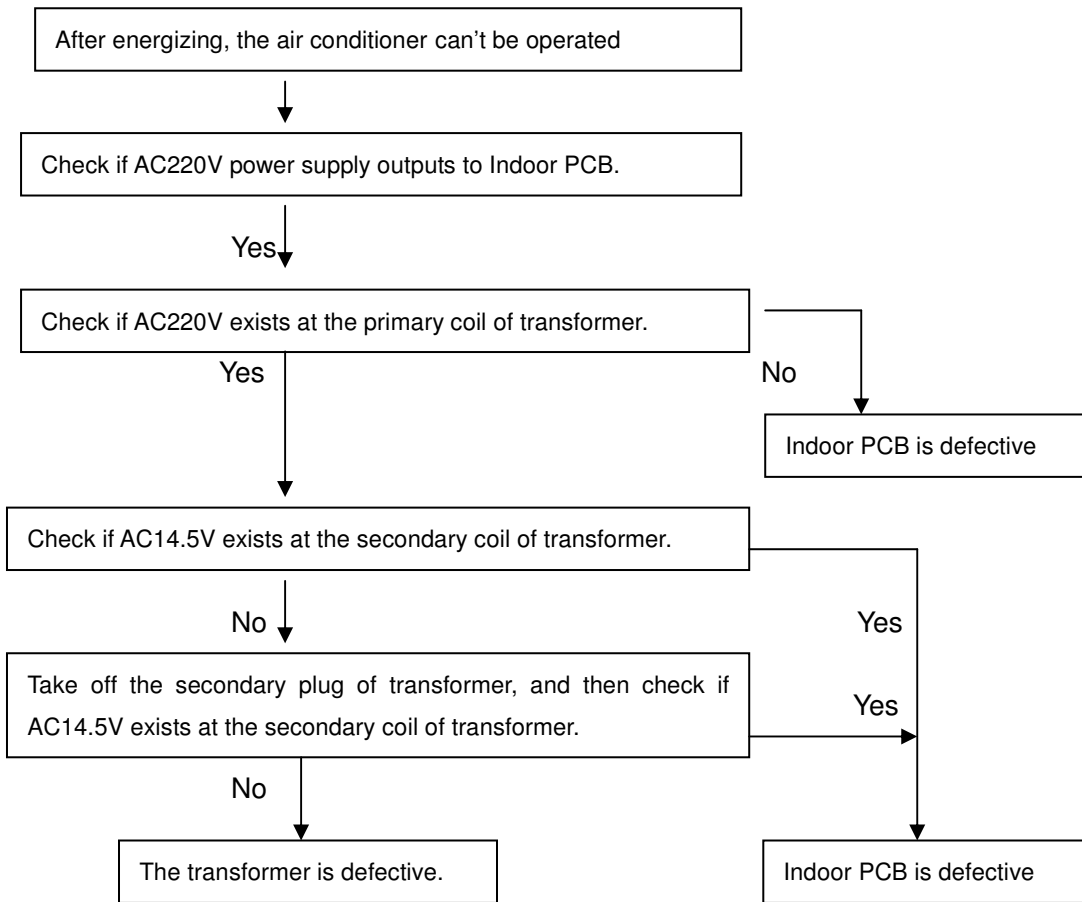 After energizing, the air conditioner can't be operated
Check if AC220V power supply outputs to Indoor PCB.
Yes
Check if AC220V exists at the primary coil of transformer.
Yes
No
Indoor PCB is defective
Check if AC14.5V exists at the secondary coil of transformer.
No
Yes
Take off the secondary plug of transformer, and then check if
AC14.5V exists at the secondary coil of transformer.
Yes
No
The transformer is defective.
Indoor PCB is defective